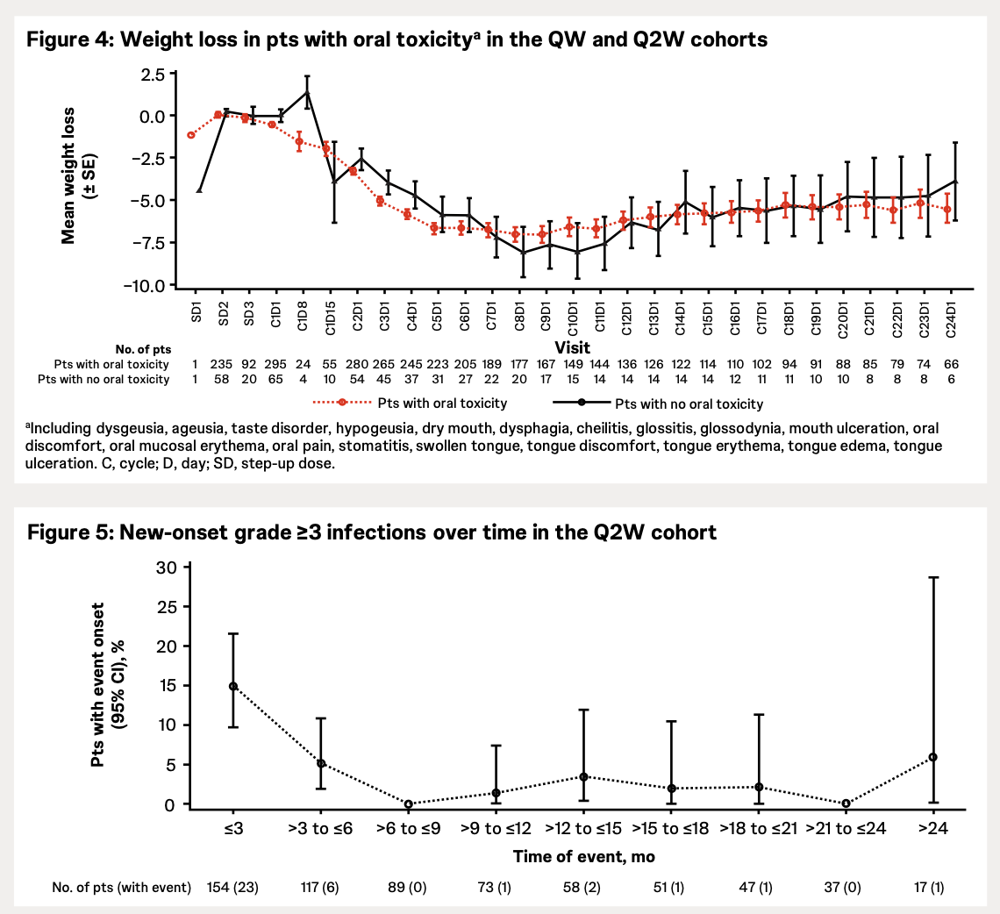 Figure 4: Weight loss in pts with oral toxicityᵃ in the QW and Q2W cohorts
Mean weight loss
(± SE)
2.5
0.0
−2.5
−5.0
−7.5
−10.0
SD1 SD2 SD3 C1D1 C1D8 C1D15 C2D1 C3D1 C4D1 C5D1 C6D1 C7D1 C8D1 C9D1 C10D1 C11D1 C12D1 C13D1 C14D1 C15D1 C16D1 C17D1 C18D1 C19D1 C20D1 C21D1 C22D1 C23D1 C24D1
Visit
No. of pts
Pts with oral toxicity 1 235 92 295 24 55 280 265 245 223 205 189 177 167 149 144 136 126 122 114 110 102 94 91 88 85 79 74 66
Pts with no oral toxicity 1 58 20 65 4 10 54 45 37 31 27 22 20 17 15 14 14 14 14 14 12 11 11 10 10 8 8 8 6
Pts with oral toxicity Pts with no oral toxicity
ᵃIncluding dysgeusia, ageusia, taste disorder, hypogeusia, dry mouth, dysphagia, cheilitis, glossitis, glossodynia, mouth ulceration, oral
discomfort, oral mucosal erythema, oral pain, stomatitis, swollen tongue, tongue discomfort, tongue erythema, tongue edema, tongue
ulceration. C, cycle; D, day; SD, step-up dose.
Figure 5: New-onset grade ≥3 infections over time in the Q2W cohort
Pts with event onset
(95% CI), %
30
25
20
15
10
5
0
≤3 >3 to ≤6 >6 to ≤9 >9 to ≤12 >12 to ≤15 >15 to ≤18 >18 to ≤21 >21 to ≤24 >24
Time of event, mo
No. of pts (with event) 154 (23) 117 (6) 89 (0) 73 (1) 58 (2) 51 (1) 47 (1) 37 (0) 17 (1)